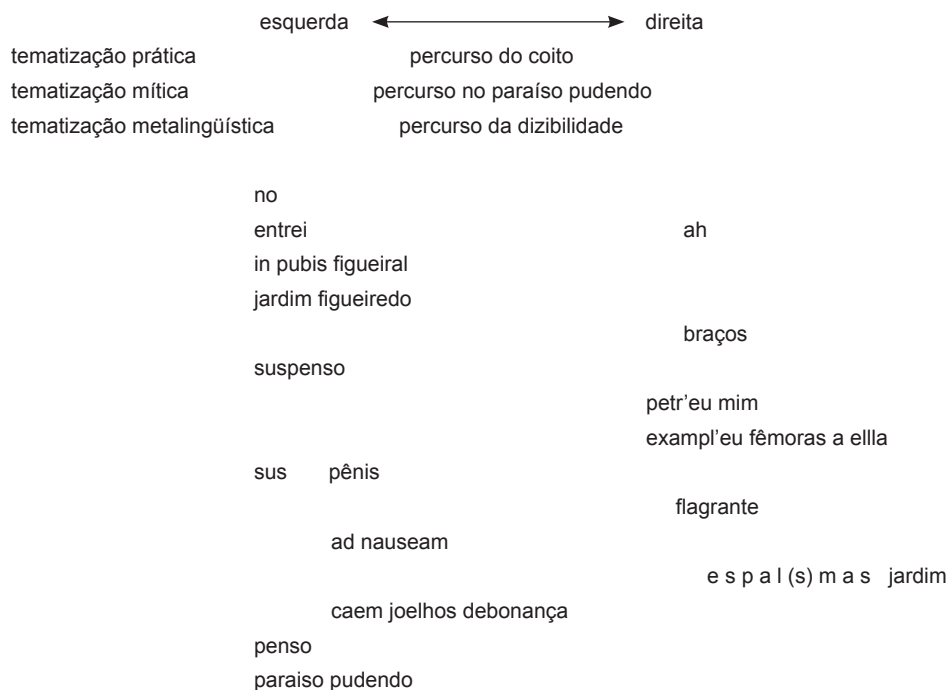 esquerda ⟷ direita
tematização prática percurso do coito
tematização mítica percurso no paraíso pudendo
tematização metalingüística percurso da dizibilidade
no
entrei ah
in pubis figueiral
jardim figueiredo
braços
suspenso
petr'eu mim
exampl'eu fêmoras a ellla
sus pênis
flagrante
ad nauseam
e s p a l (s) m a s jardim
caem joelhos debonança
penso
paraiso pudendo